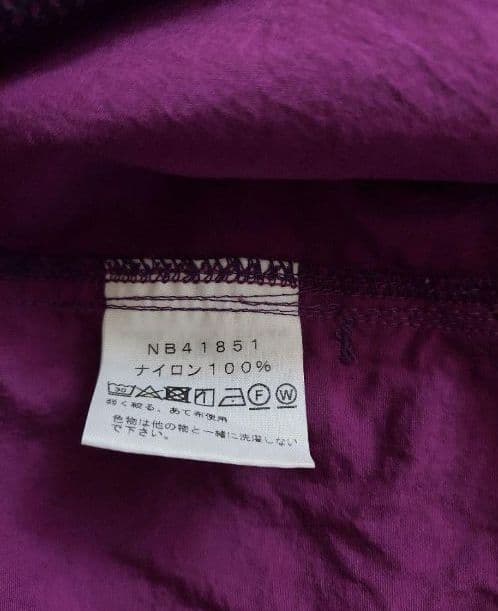 NB41851
ナイロン100%
弱く絞る、あて布使用
色物は他の物と一緒に洗濯しない
で下さい。